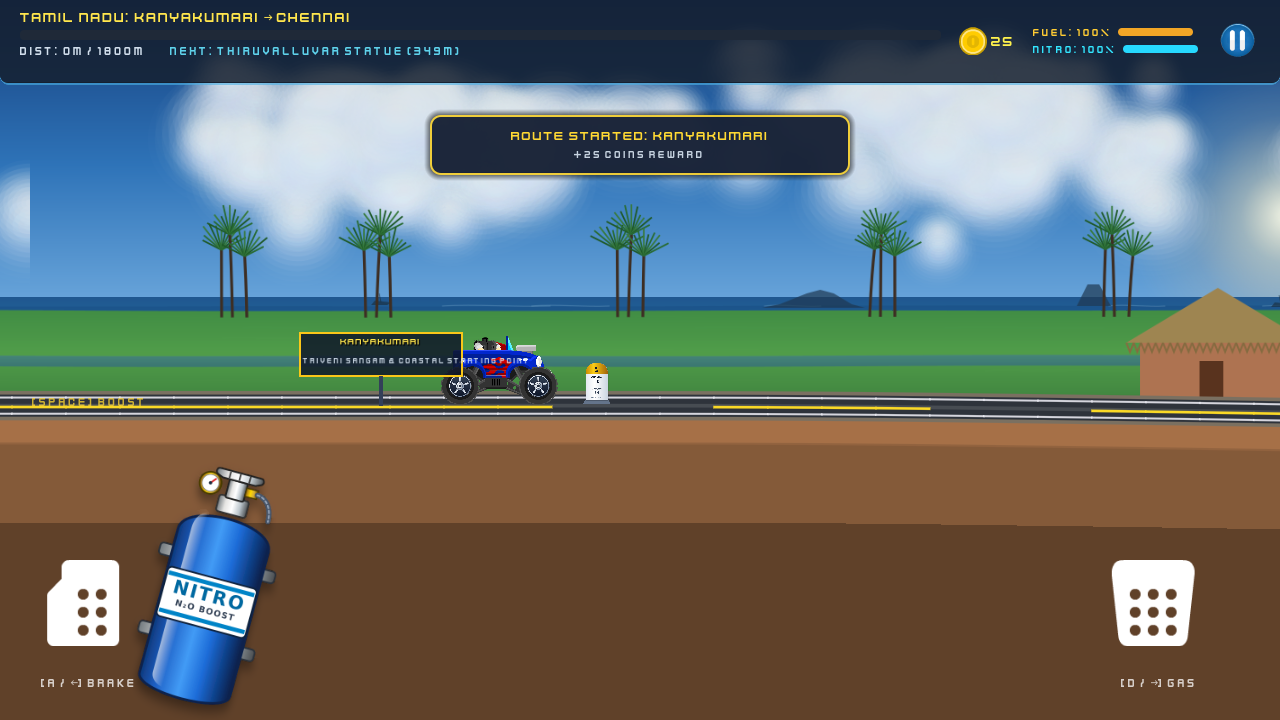 TAMIL NADU: KANYAKUMARI → CHENNAI
DIST: 0M / 1800M
NEXT: THIRUVALLUVAR STATUE (349M)
25
FUEL: 100%
NITRO: 100%
ROUTE STARTED: KANYAKUMARI
+25 COINS REWARD
KANYAKUMARI
TRIVENI SANGAM & COASTAL STARTING POINT
[SPACE] BOOST
NITRO
N₂O BOOST
[A / ←] BRAKE
[D / →] GAS